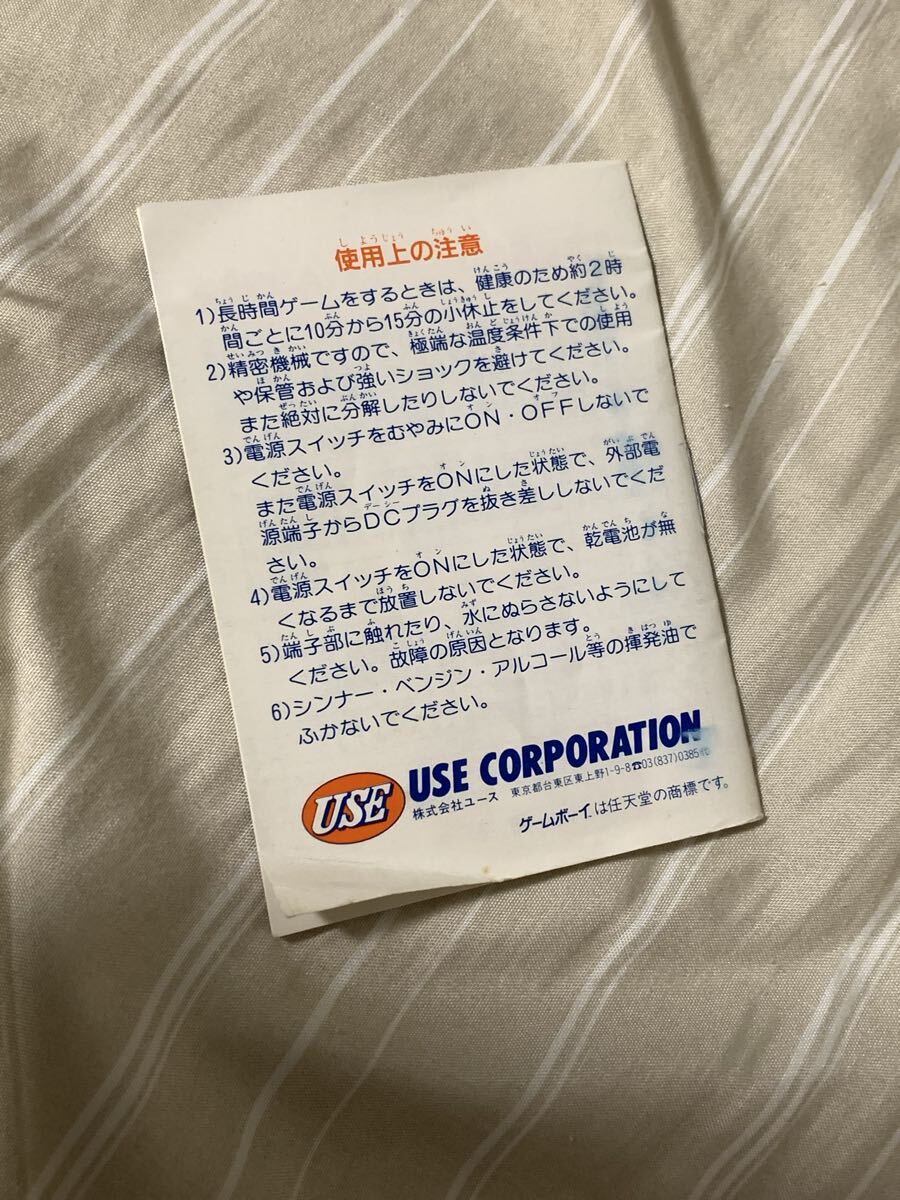 使用上の注意
1)長時間ゲームをするときは、健康のため約2時
間ごとに10分から15分の小休止をしてください。
2)精密機械ですので、極端な温度条件下での使用
や保管および強いショックを避けてください。
また絶対に分解したりしないでください。
3)電源スイッチをむやみにON・OFFしないで
ください。
また電源スイッチをONにした状態で、外部電
源端子からDCプラグを抜き差ししないでくだ
さい。
4)電源スイッチをONにした状態で、乾電池が無
くなるまで放置しないでください。
5)端子部に触れたり、水にぬらさないようにして
ください。故障の原因となります。
6)シンナー・ベンジン・アルコール等の揮発油で
ふかないでください。
USE
USE CORPORATION
株式会社ユース 東京都台東区東上野1-9-8☎03(837)0385㈹
ゲームボーイは任天堂の商標です。